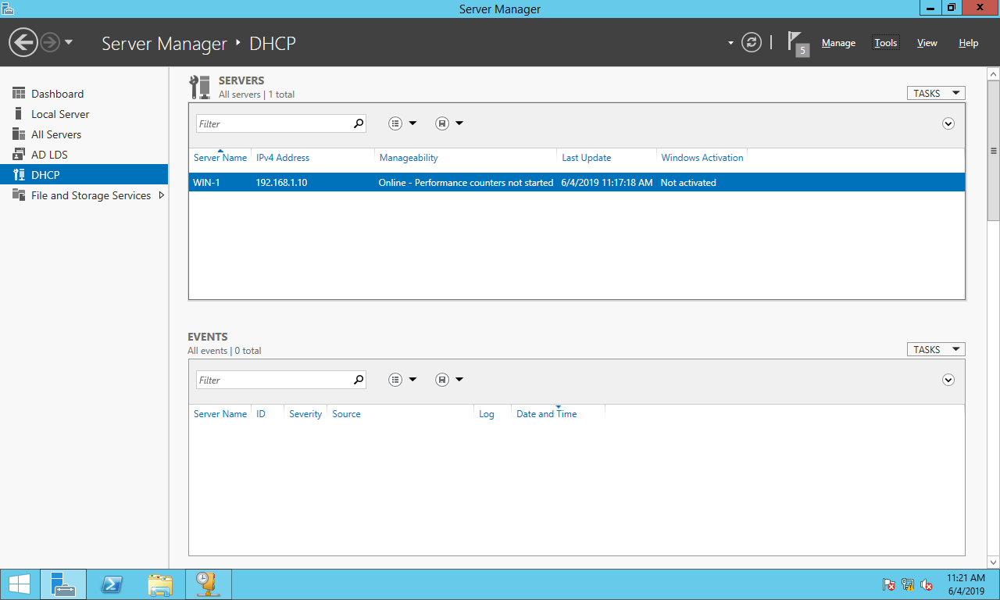 Server Manager
Server Manager ‣ DHCP
5
Manage
Tools
View
Help
Dashboard
Local Server
All Servers
AD LDS
DHCP
File and Storage Services
SERVERS
All servers | 1 total
TASKS
Filter
Server Name IPv4 Address Manageability Last Update Windows Activation
WIN-1 192.168.1.10 Online - Performance counters not started 6/4/2019 11:17:18 AM Not activated
EVENTS
All events | 0 total
TASKS
Filter
Server Name ID Severity Source Log Date and Time
11:21 AM
6/4/2019